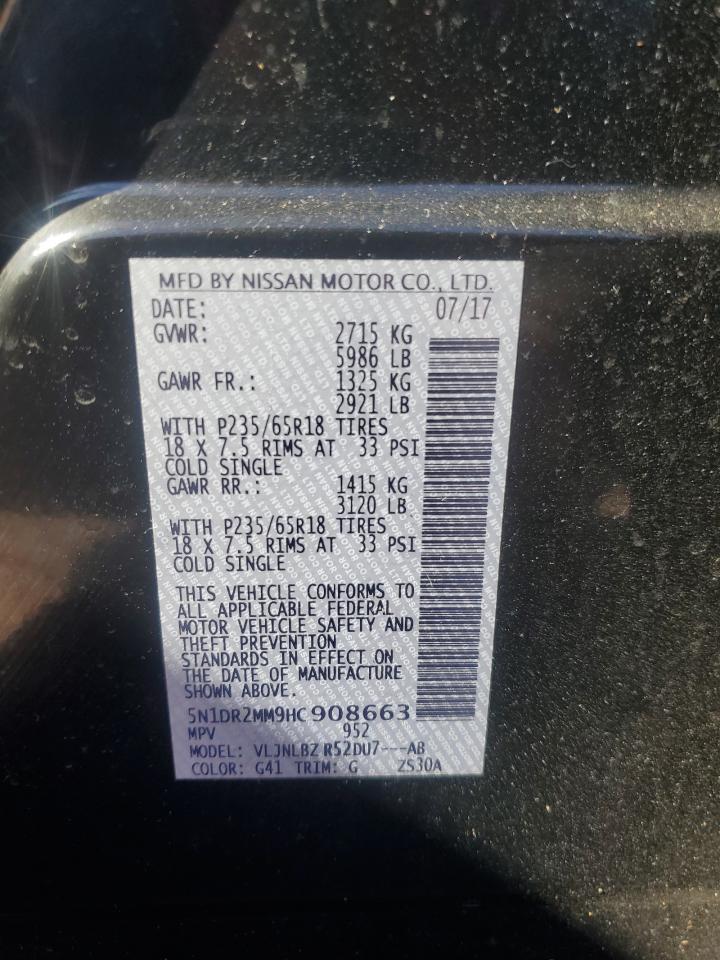 MFD BY NISSAN MOTOR CO., LTD.
DATE: 07/17
GVWR: 2715 KG
5986 LB
GAWR FR.: 1325 KG
2921 LB
WITH P235/65R18 TIRES
18 X 7.5 RIMS AT 33 PSI
COLD SINGLE
GAWR RR.: 1415 KG
3120 LB
WITH P235/65R18 TIRES
18 X 7.5 RIMS AT 33 PSI
COLD SINGLE
THIS VEHICLE CONFORMS TO
ALL APPLICABLE FEDERAL
MOTOR VEHICLE SAFETY AND
THEFT PREVENTION
STANDARDS IN EFFECT ON
THE DATE OF MANUFACTURE
SHOWN ABOVE.
5N1DR2MM9HC908663
MPV 952
MODEL: VLJNLBZ R52DU7---AB
COLOR: G41 TRIM: G ZS30A